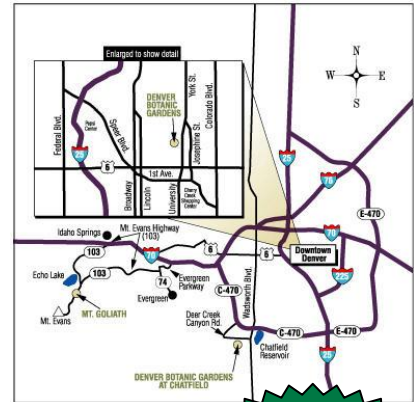 Enlarged to show detail
N
W E
S
Federal Blvd.
Pepsi
Center
Speer Blvd.
DENVER
BOTANIC
GARDENS
York St.
Josephine St.
Colorado Blvd.
25
6
1st Ave.
Broadway
Lincoln
University
Cherry
Creek
Shopping
Center
25
76
E-470
Idaho Springs
Mt. Evans Highway
(103)
103
70
6
6
70
Downtown
Denver
225
Echo Lake
103
74
Evergreen
Parkway
Evergreen
Wadsworth Blvd.
Mt. Evans
MT. GOLIATH
C-470
Deer Creek
Canyon Rd.
C-470
E-470
Chatfield
Reservoir
25
DENVER BOTANIC GARDENS
AT CHATFIELD